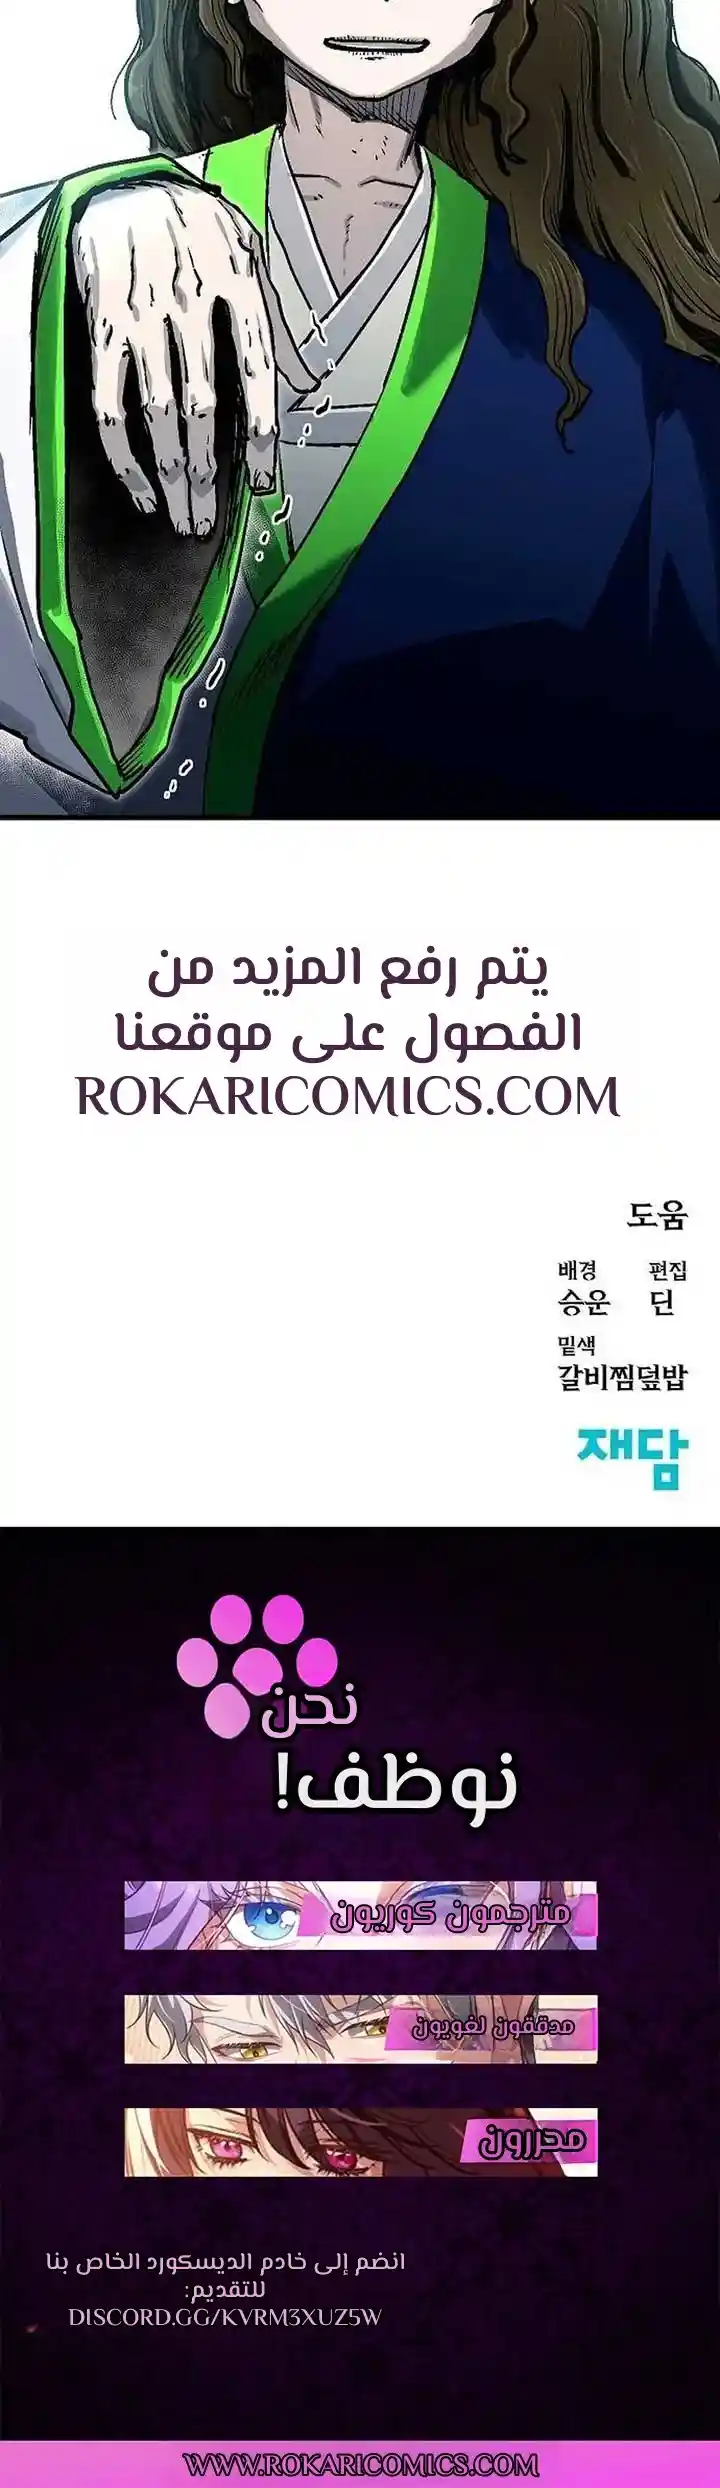 يتم رفع المزيد من
الفصول على موقعنا
ROKARICOMICS.COM
도움
배경 편집
승운 딘
밑색
갈비찜덮밥
재담
نحن
نوظف!
مترجمون كوريون
مدققون لغويون
محررون
انضم إلى خادم الديسكورد الخاص بنا
للتقديم:
DISCORD.GG/KVRM3XUZ5W
WWW.ROKARICOMICS.COM